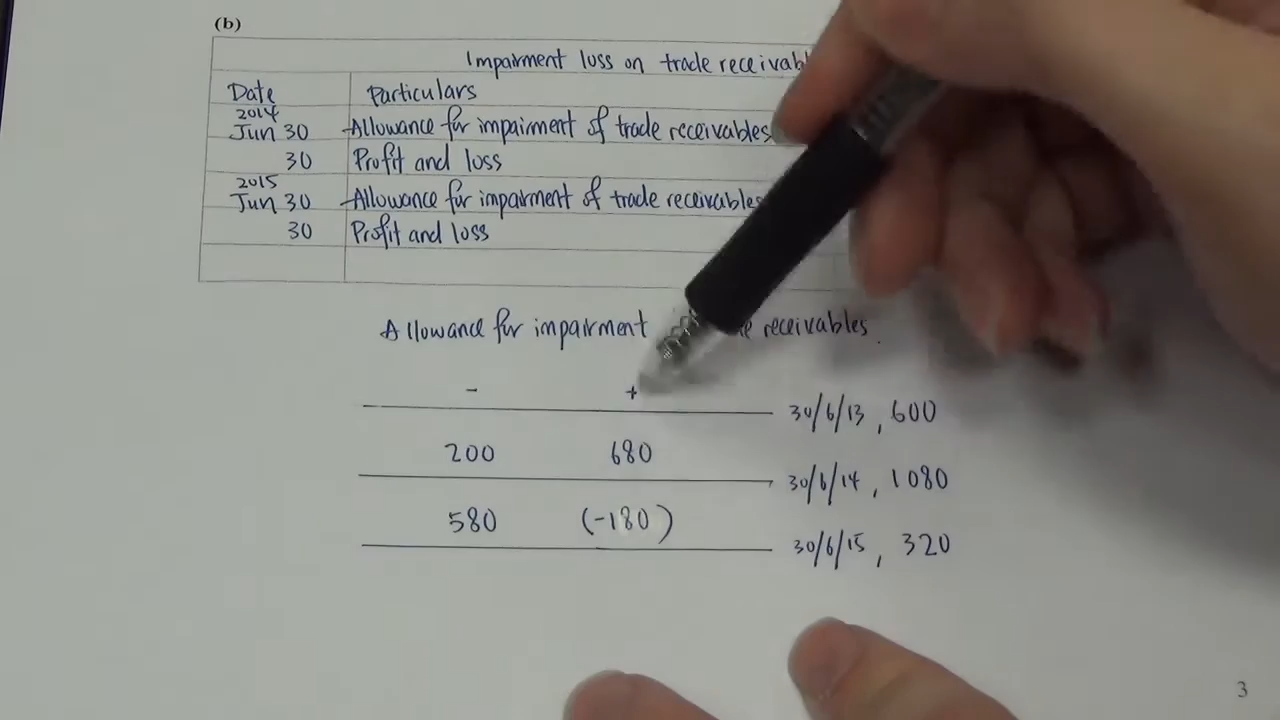 (b)
Impairment loss on trade
Date Particulars
2014
Jun 30 Allowance for impairment of trade receivables
30 Profit and loss
2015
Jun 30 Allowance for impairment of trade receivables
30 Profit and loss
Allowance for impairment receivables.
- +
30/6/13, 600
200 680
30/6/14, 1080
580 (-180)
30/6/15, 320
3